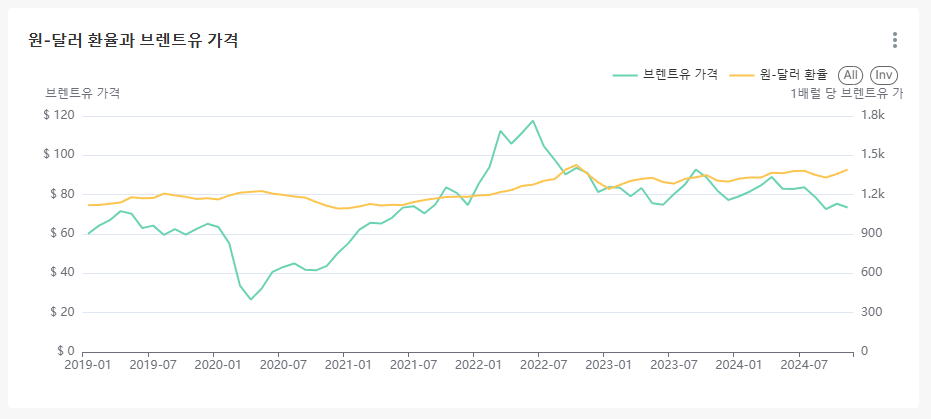 원-달러 환율과 브렌트유 가격
브렌트유 가격 원-달러 환율 All Inv
브렌트유 가격 1배럴 당 브렌트유 가
$ 120 1.8k
$ 100 1.5k
$ 80 1.2k
$ 60 900
$ 40 600
$ 20 300
$ 0 0
2019-01 2019-07 2020-01 2020-07 2021-01 2021-07 2022-01 2022-07 2023-01 2023-07 2024-01 2024-07